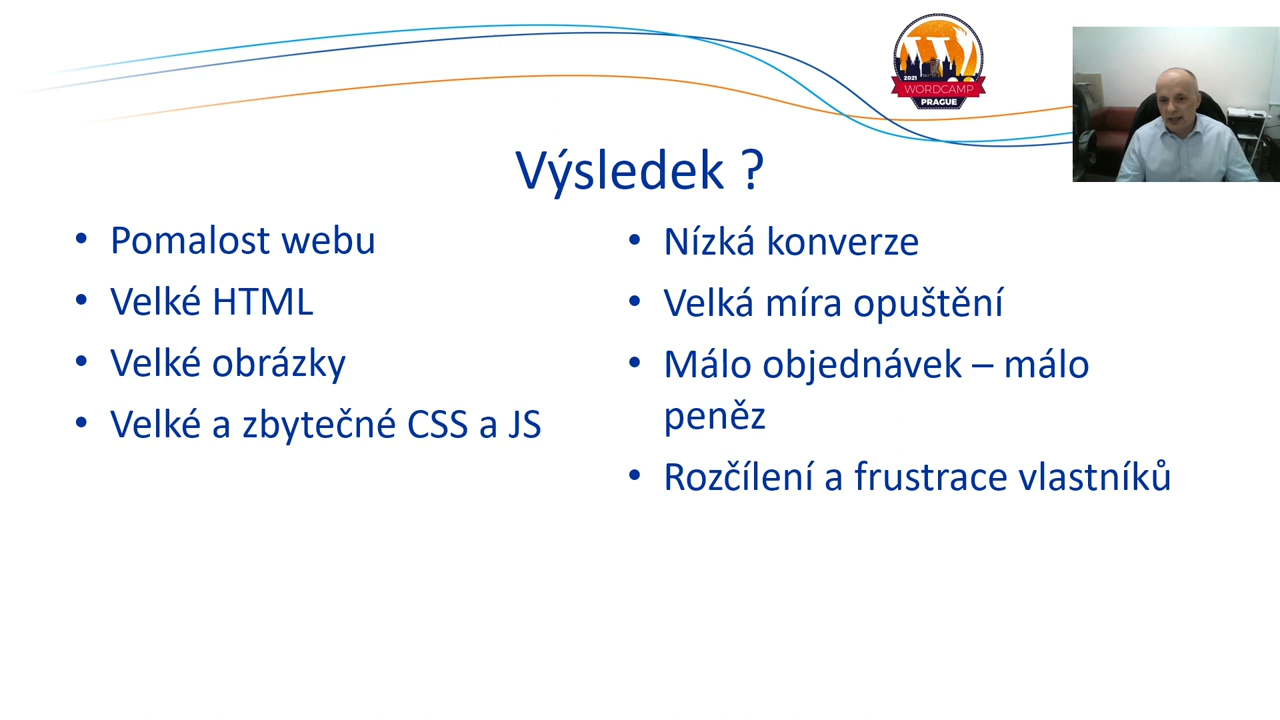 2021
WORDCAMP
PRAGUE
Výsledek ?
• Pomalost webu
• Velké HTML
• Velké obrázky
• Velké a zbytečné CSS a JS
• Nízká konverze
• Velká míra opuštění
• Málo objednávek – málo
peněz
• Rozčílení a frustrace vlastníků